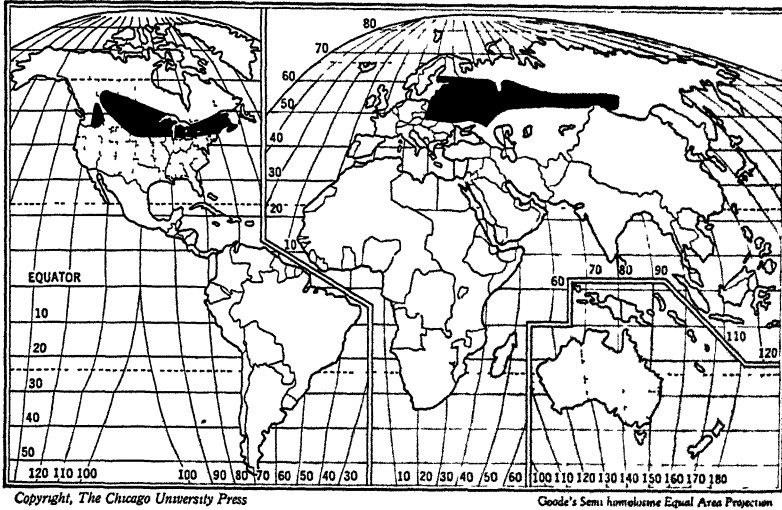 80
70
60
50
40
30
20
10
EQUATOR
10
20
30
40
50
120 110 100
100 90 80 70 60 50 40 30
10 20 30 40 50 60
100 110 120 130 140 150 160 170 180
60
70 80 90
110
120
Copyright, The Chicago University Press
Goode's Semi homolosine Equal Area Projection